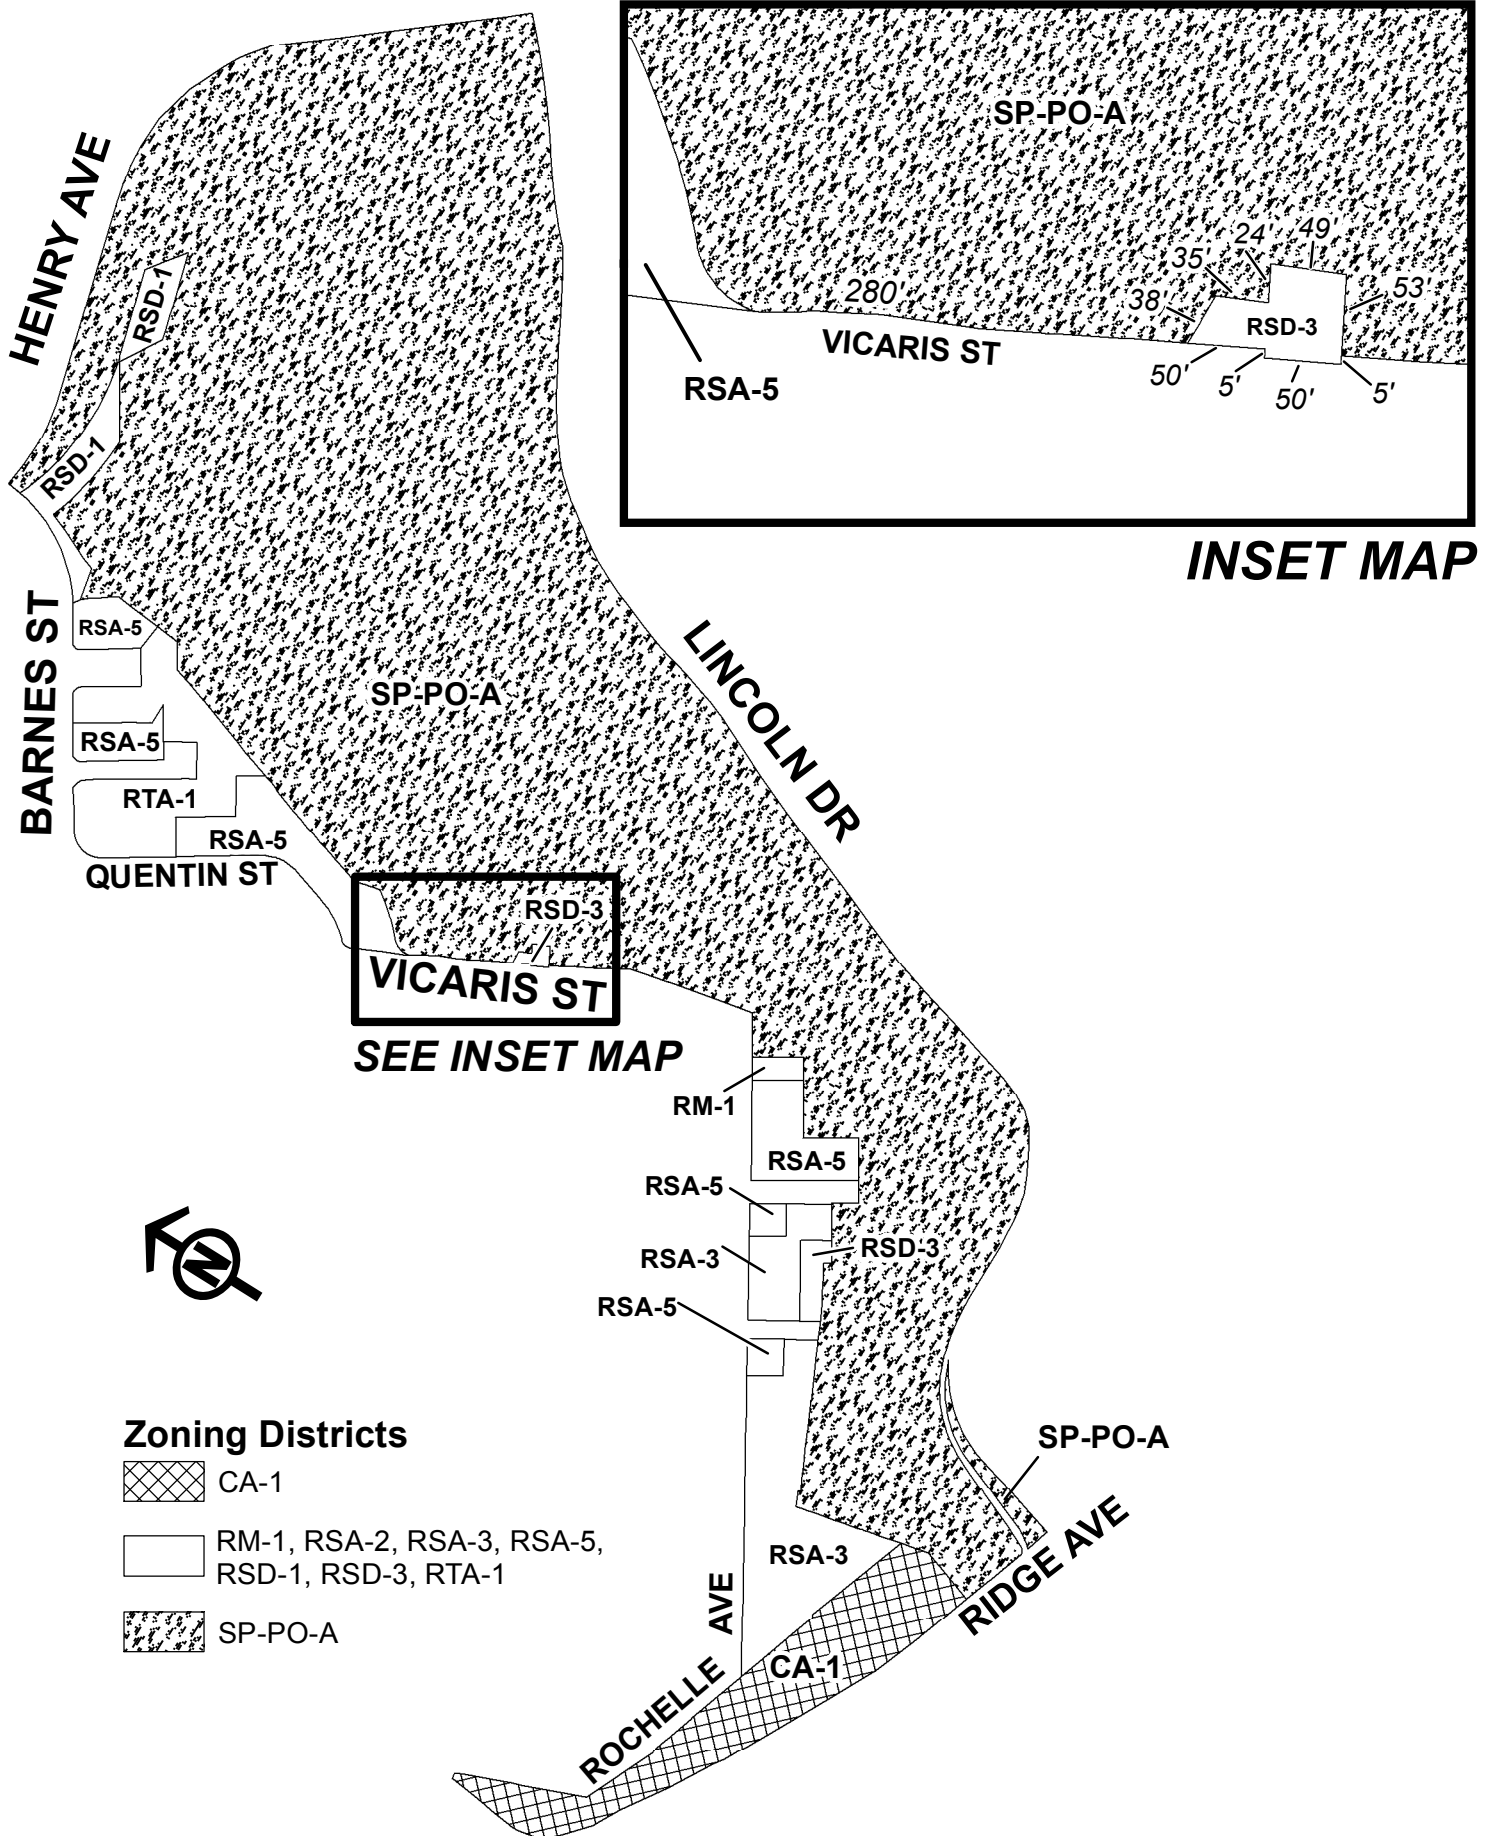 HENRY AVE
RSD-1
RSD-1
BARNES ST
RSA-5
RSA-5
RTA-1
RSA-5
QUENTIN ST
SP-PO-A
LINCOLN DR
RSD-3
VICARIS ST
SEE INSET MAP
SP-PO-A
280'
VICARIS ST
RSA-5
38'
35'
24'
49'
53'
RSD-3
50'
5'
50'
5'
INSET MAP
RM-1
RSA-5
RSA-5
RSA-3
RSD-3
RSA-5
N
SP-PO-A
RSA-3
RIDGE AVE
CA-1
ROCHELLE AVE
Zoning Districts
CA-1
RM-1, RSA-2, RSA-3, RSA-5,
RSD-1, RSD-3, RTA-1
SP-PO-A